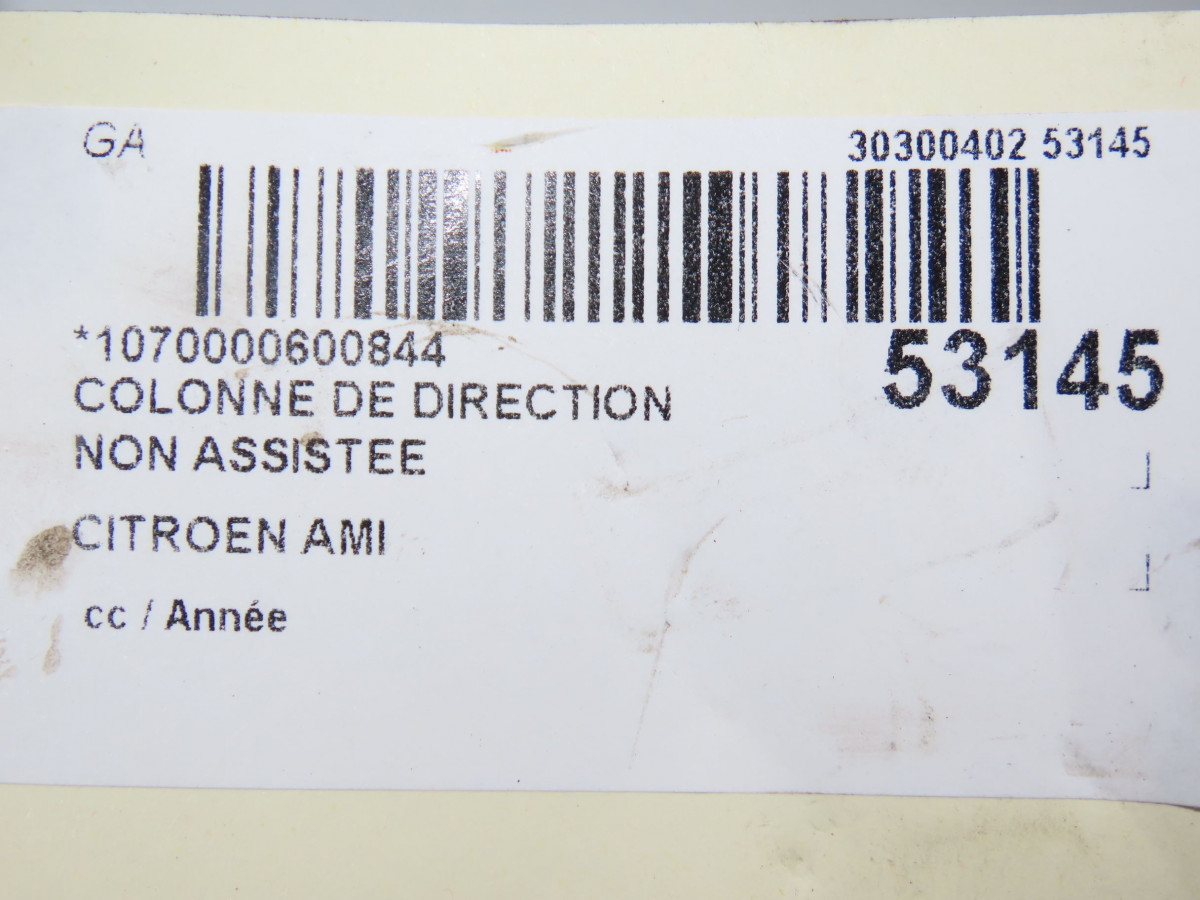 GA
30300402 53145
*1070000600844
53145
COLONNE DE DIRECTION
NON ASSISTEE
CITROEN AMI
cc / Année